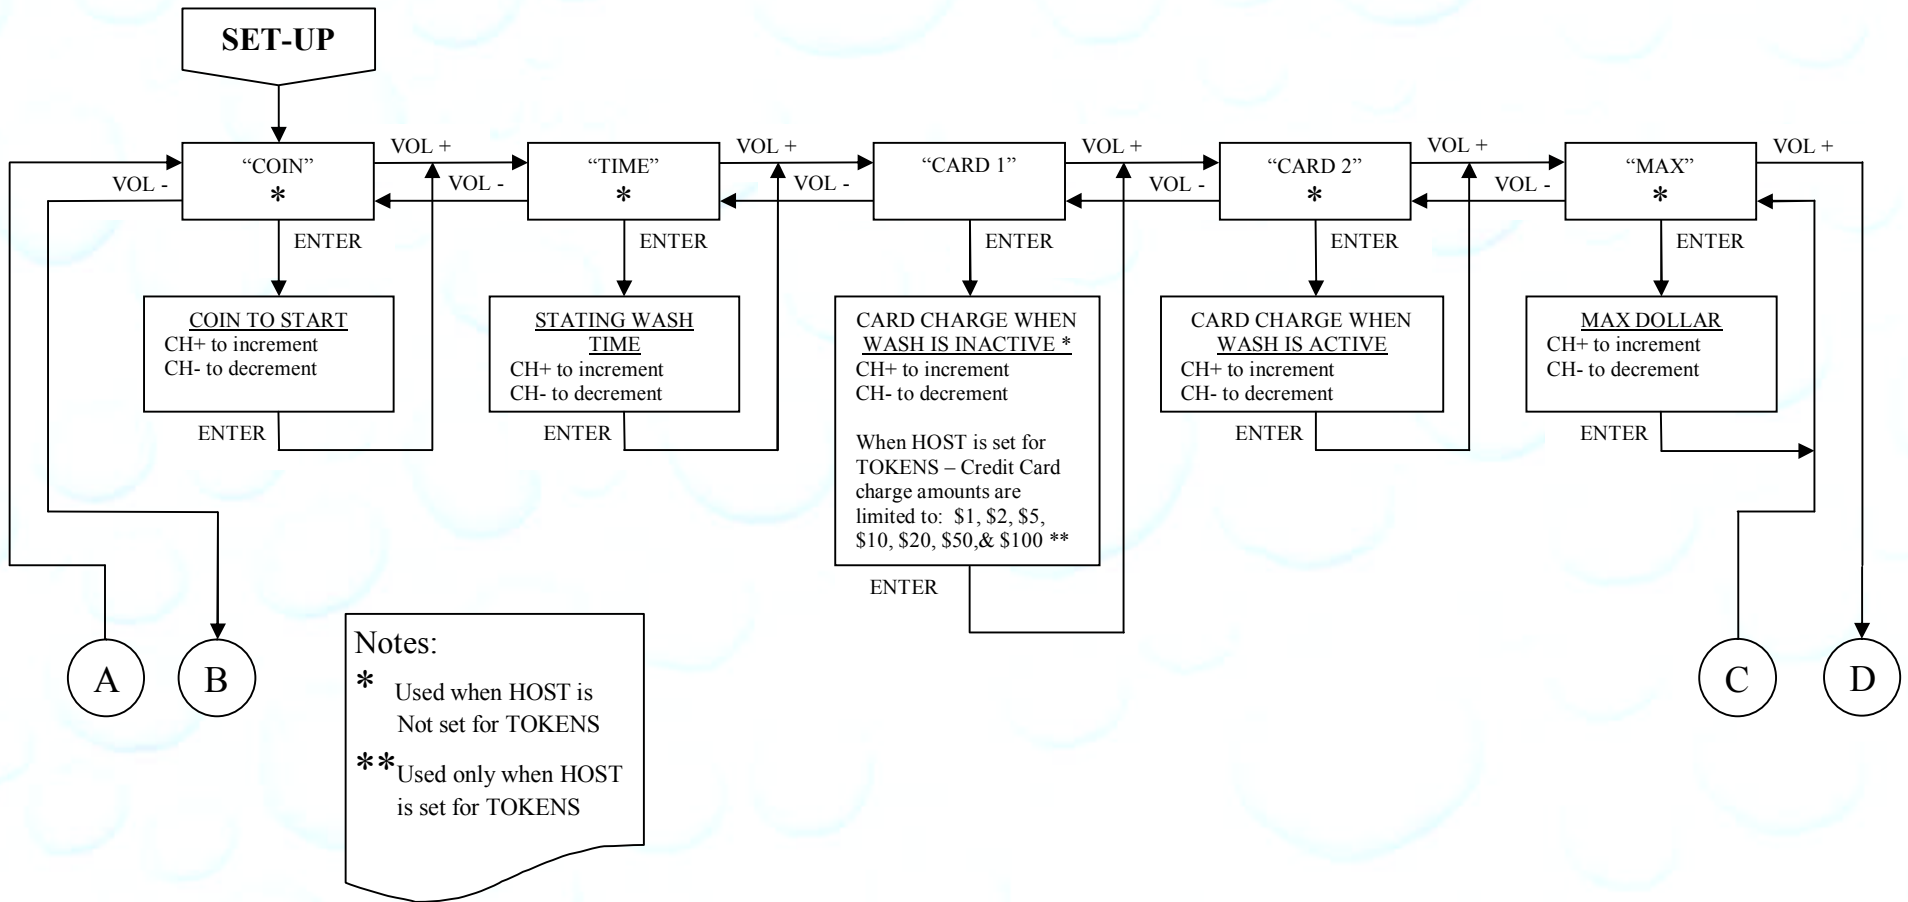 SET-UP
VOL +
VOL +
VOL +
VOL +
VOL +
“COIN”
*
“TIME”
*
“CARD 1”
“CARD 2”
*
“MAX”
*
VOL -
VOL -
VOL -
VOL -
VOL -
ENTER
ENTER
ENTER
ENTER
ENTER
COIN TO START
CH+ to increment
CH- to decrement
ENTER
STATING WASH
TIME
CH+ to increment
CH- to decrement
ENTER
CARD CHARGE WHEN
WASH IS INACTIVE *
CH+ to increment
CH- to decrement
When HOST is set for
TOKENS – Credit Card
charge amounts are
limited to: $1, $2, $5,
$10, $20, $50,& $100 **
ENTER
CARD CHARGE WHEN
WASH IS ACTIVE
CH+ to increment
CH- to decrement
ENTER
MAX DOLLAR
CH+ to increment
CH- to decrement
ENTER
A
B
Notes:
* Used when HOST is
Not set for TOKENS
** Used only when HOST
is set for TOKENS
C
D